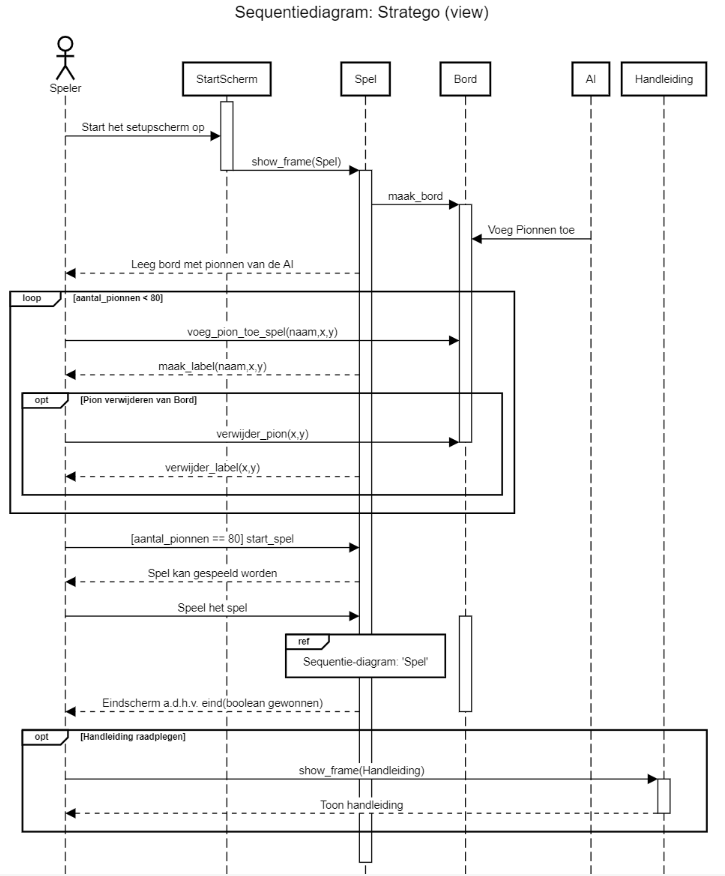 Sequentiediagram: Stratego (view)
Speler
StartScherm
Spel
Bord
AI
Handleiding
Start het setupscherm op
show_frame(Spel)
maak_bord
Voeg Pionnen toe
Leeg bord met pionnen van de AI
loop [aantal_pionnen < 80]
voeg_pion_toe_spel(naam,x,y)
maak_label(naam,x,y)
opt [Pion verwijderen van Bord]
verwijder_pion(x,y)
verwijder_label(x,y)
[aantal_pionnen == 80] start_spel
Spel kan gespeeld worden
Speel het spel
ref
Sequentie-diagram: 'Spel'
Eindscherm a.d.h.v. eind(boolean gewonnen)
opt [Handleiding raadplegen]
show_frame(Handleiding)
Toon handleiding